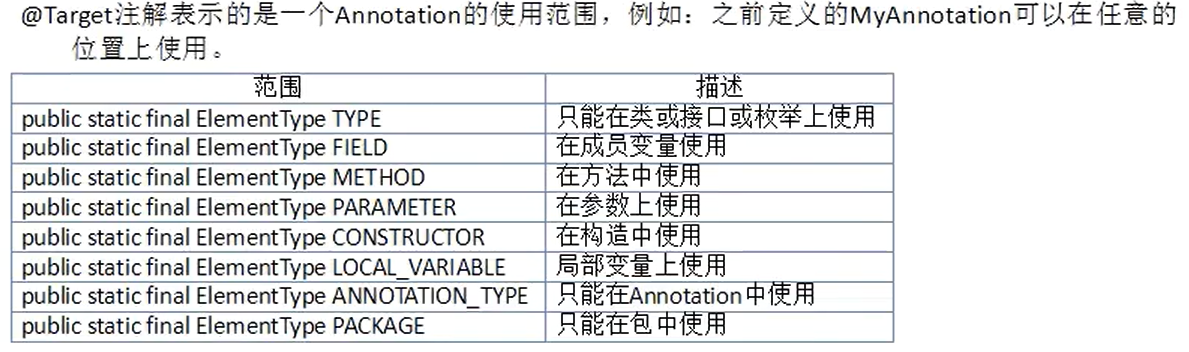 @Target注解表示的是一个Annotation的使用范围，例如：之前定义的MyAnnotation可以在任意的
位置上使用。
范围 描述
public static final ElementType TYPE 只能在类或接口或枚举上使用
public static final ElementType FIELD 在成员变量使用
public static final ElementType METHOD 在方法中使用
public static final ElementType PARAMETER 在参数上使用
public static final ElementType CONSTRUCTOR 在构造中使用
public static final ElementType LOCAL_VARIABLE 局部变量上使用
public static final ElementType ANNOTATION_TYPE 只能在Annotation中使用
public static final ElementType PACKAGE 只能在包中使用